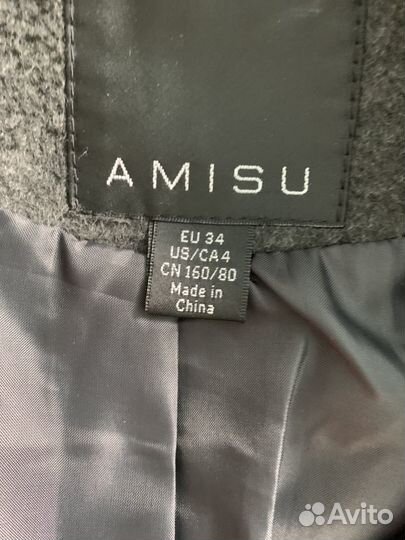 AMISU
EU 34
US/CA 4
CN 160/80
Made in
China
Avito